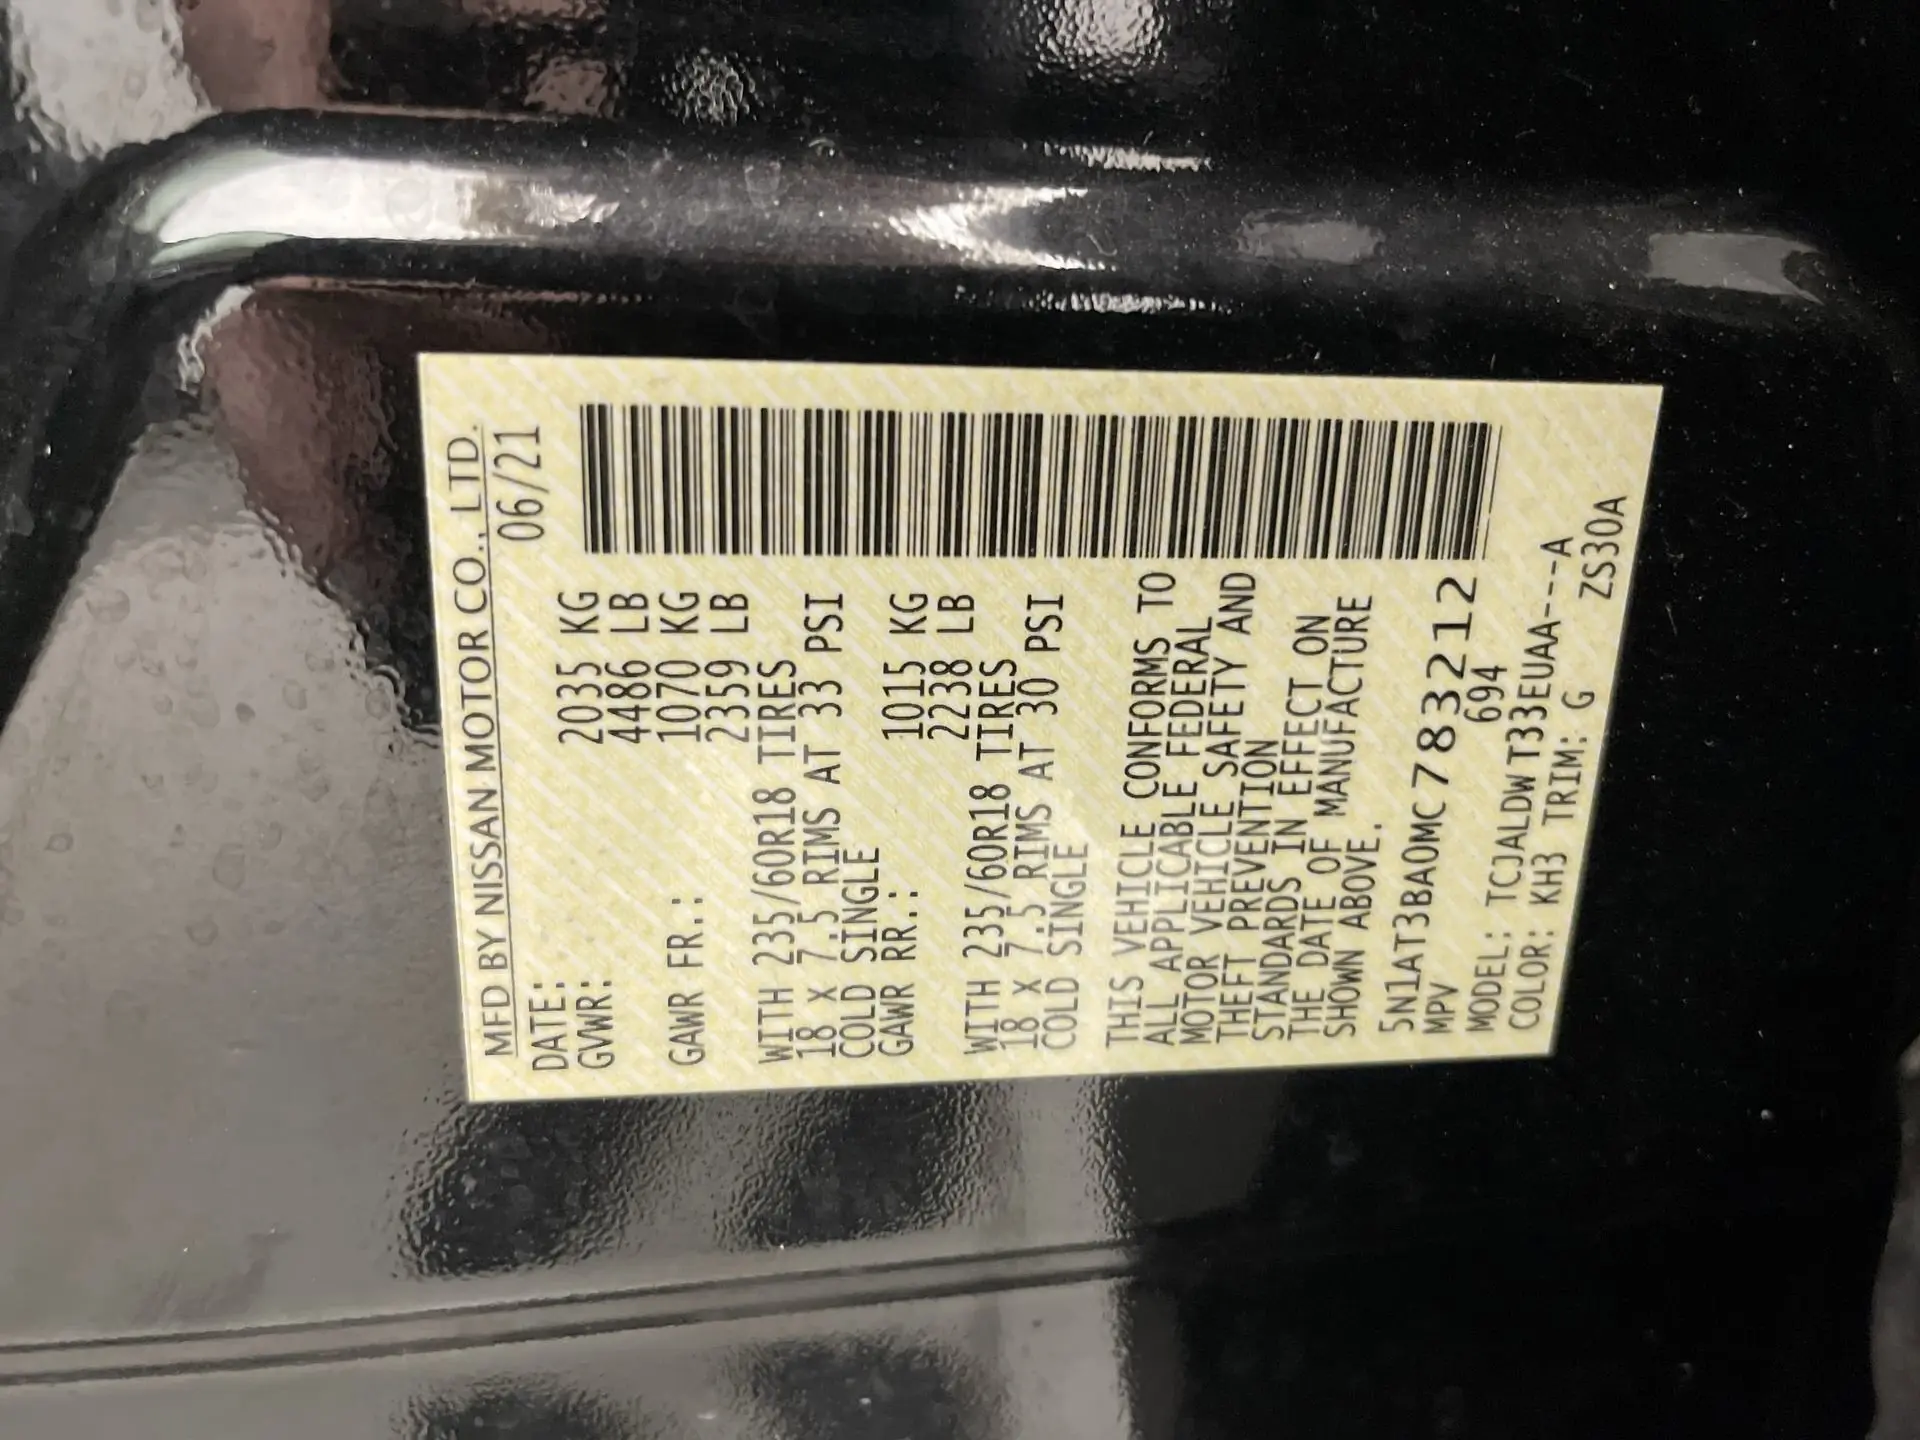 MFD BY NISSAN MOTOR CO., LTD.
DATE: 06/21
GVWR: 2035 KG
4486 LB
GAWR FR.: 1070 KG
2359 LB
WITH 235/60R18 TIRES
18 X 7.5 RIMS AT 33 PSI
COLD SINGLE
GAWR RR.: 1015 KG
2238 LB
WITH 235/60R18 TIRES
18 X 7.5 RIMS AT 30 PSI
COLD SINGLE
THIS VEHICLE CONFORMS TO
ALL APPLICABLE FEDERAL
MOTOR VEHICLE SAFETY AND
THEFT PREVENTION
STANDARDS IN EFFECT ON
THE DATE OF MANUFACTURE
SHOWN ABOVE.
5N1AT3BA0MC783212
MPV 694
MODEL: TCJALDWT33EUAA---A
COLOR: KH3 TRIM: G ZS30A